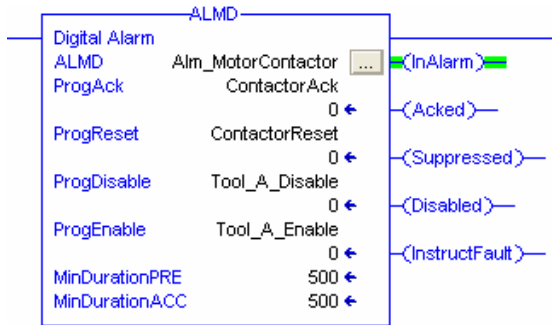 ALMD
Digital Alarm
ALMD Alm_MotorContactor ... (InAlarm)
ProgAck ContactorAck
0 (Acked)
ProgReset ContactorReset
0 (Suppressed)
ProgDisable Tool_A_Disable
0 (Disabled)
ProgEnable Tool_A_Enable
0 (InstructFault)
MinDurationPRE 500
MinDurationACC 500